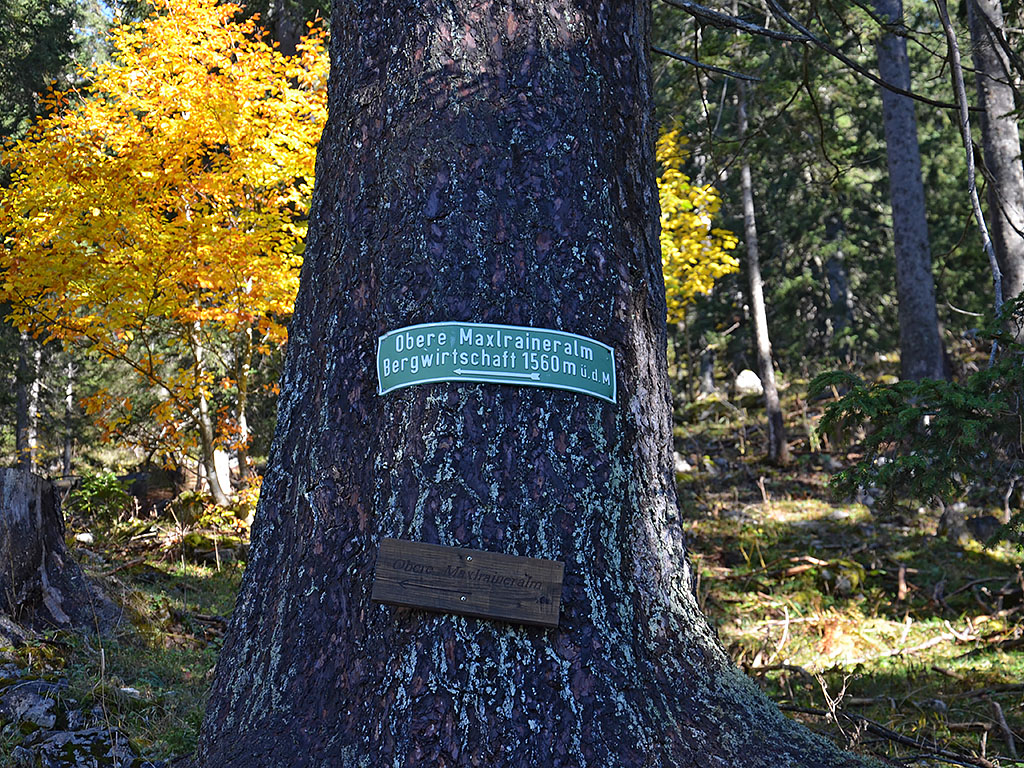 Obere Maxlraineralm
Bergwirtschaft 1560m ü.d.M
Obere Maxlraineralm